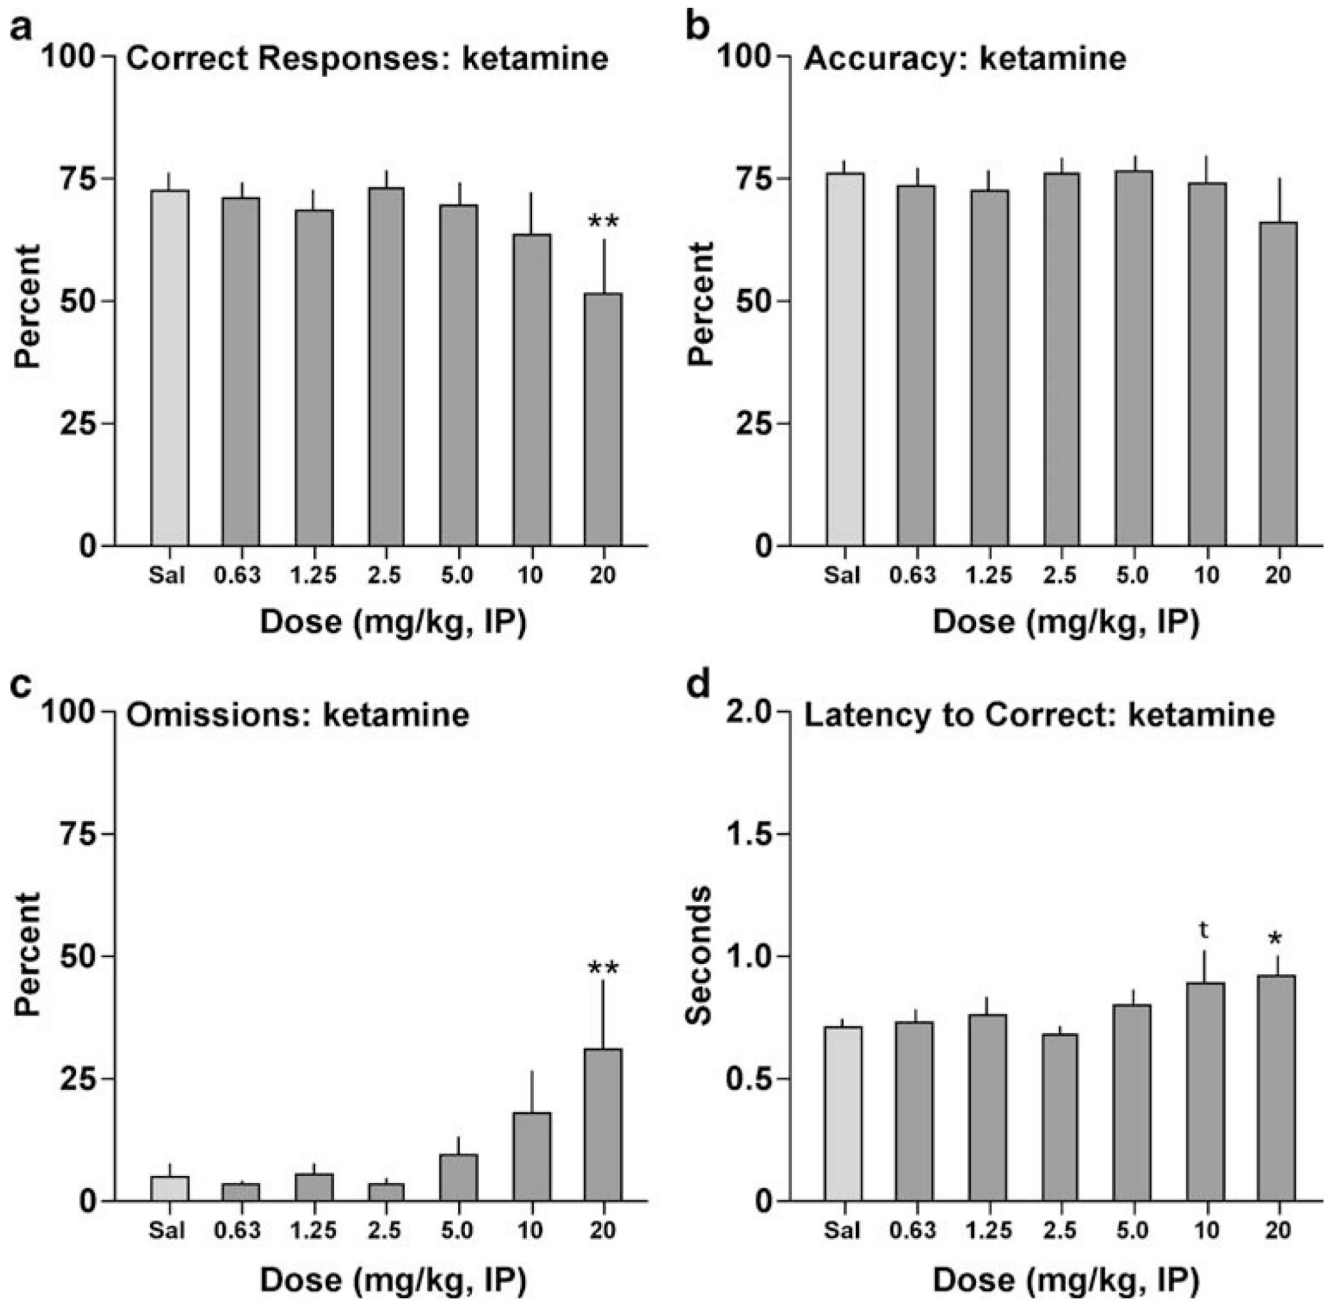 a
Correct Responses: ketamine
100
75
50
25
0
Percent
**
Sal 0.63 1.25 2.5 5.0 10 20
Dose (mg/kg, IP)
b
Accuracy: ketamine
100
75
50
25
0
Percent
Sal 0.63 1.25 2.5 5.0 10 20
Dose (mg/kg, IP)
c
Omissions: ketamine
100
75
50
25
0
Percent
**
Sal 0.63 1.25 2.5 5.0 10 20
Dose (mg/kg, IP)
d
Latency to Correct: ketamine
2.0
1.5
1.0
0.5
0
Seconds
t *
Sal 0.63 1.25 2.5 5.0 10 20
Dose (mg/kg, IP)